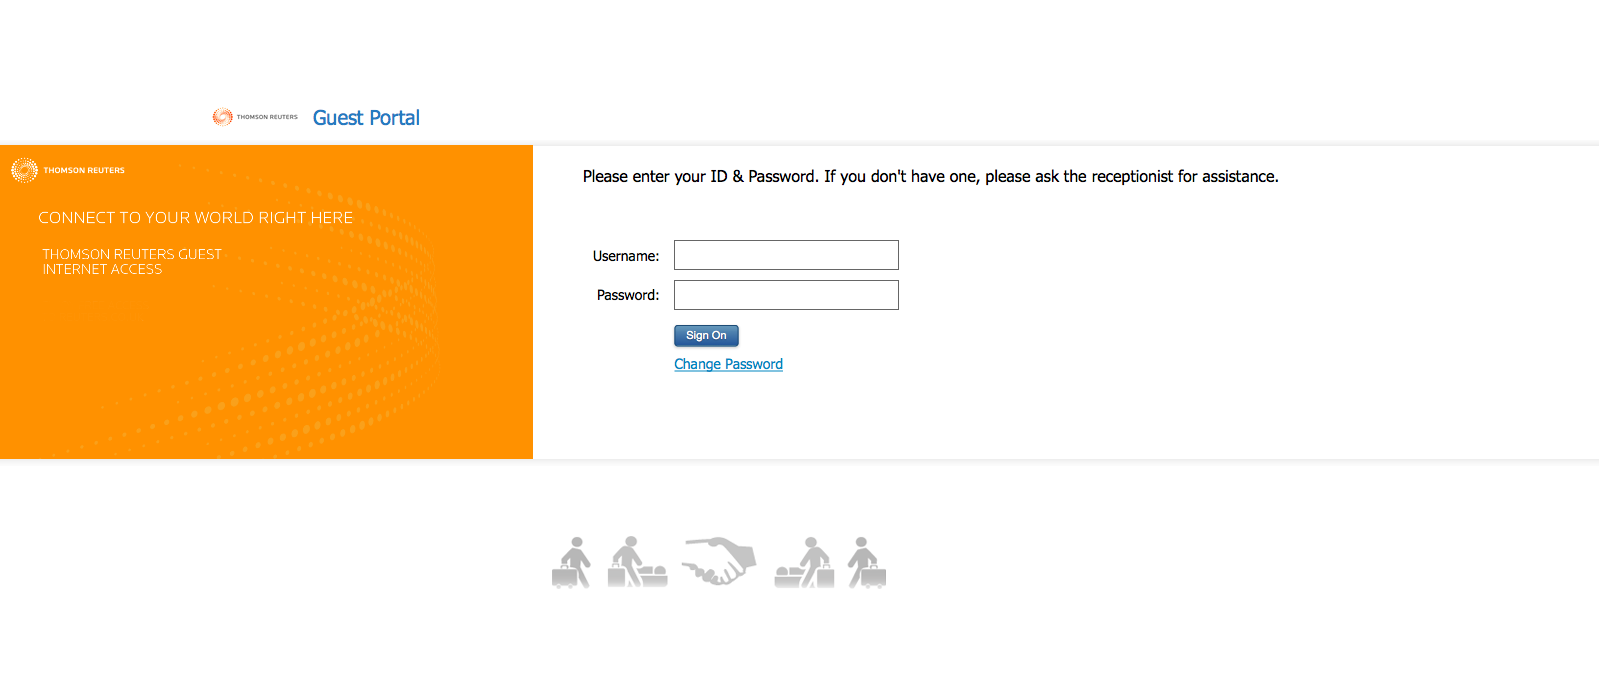 THOMSON REUTERS Guest Portal
THOMSON REUTERS
CONNECT TO YOUR WORLD RIGHT HERE
THOMSON REUTERS GUEST
INTERNET ACCESS
Please enter your ID & Password. If you don't have one, please ask the receptionist for assistance.
Username:
Password:
Sign On
Change Password